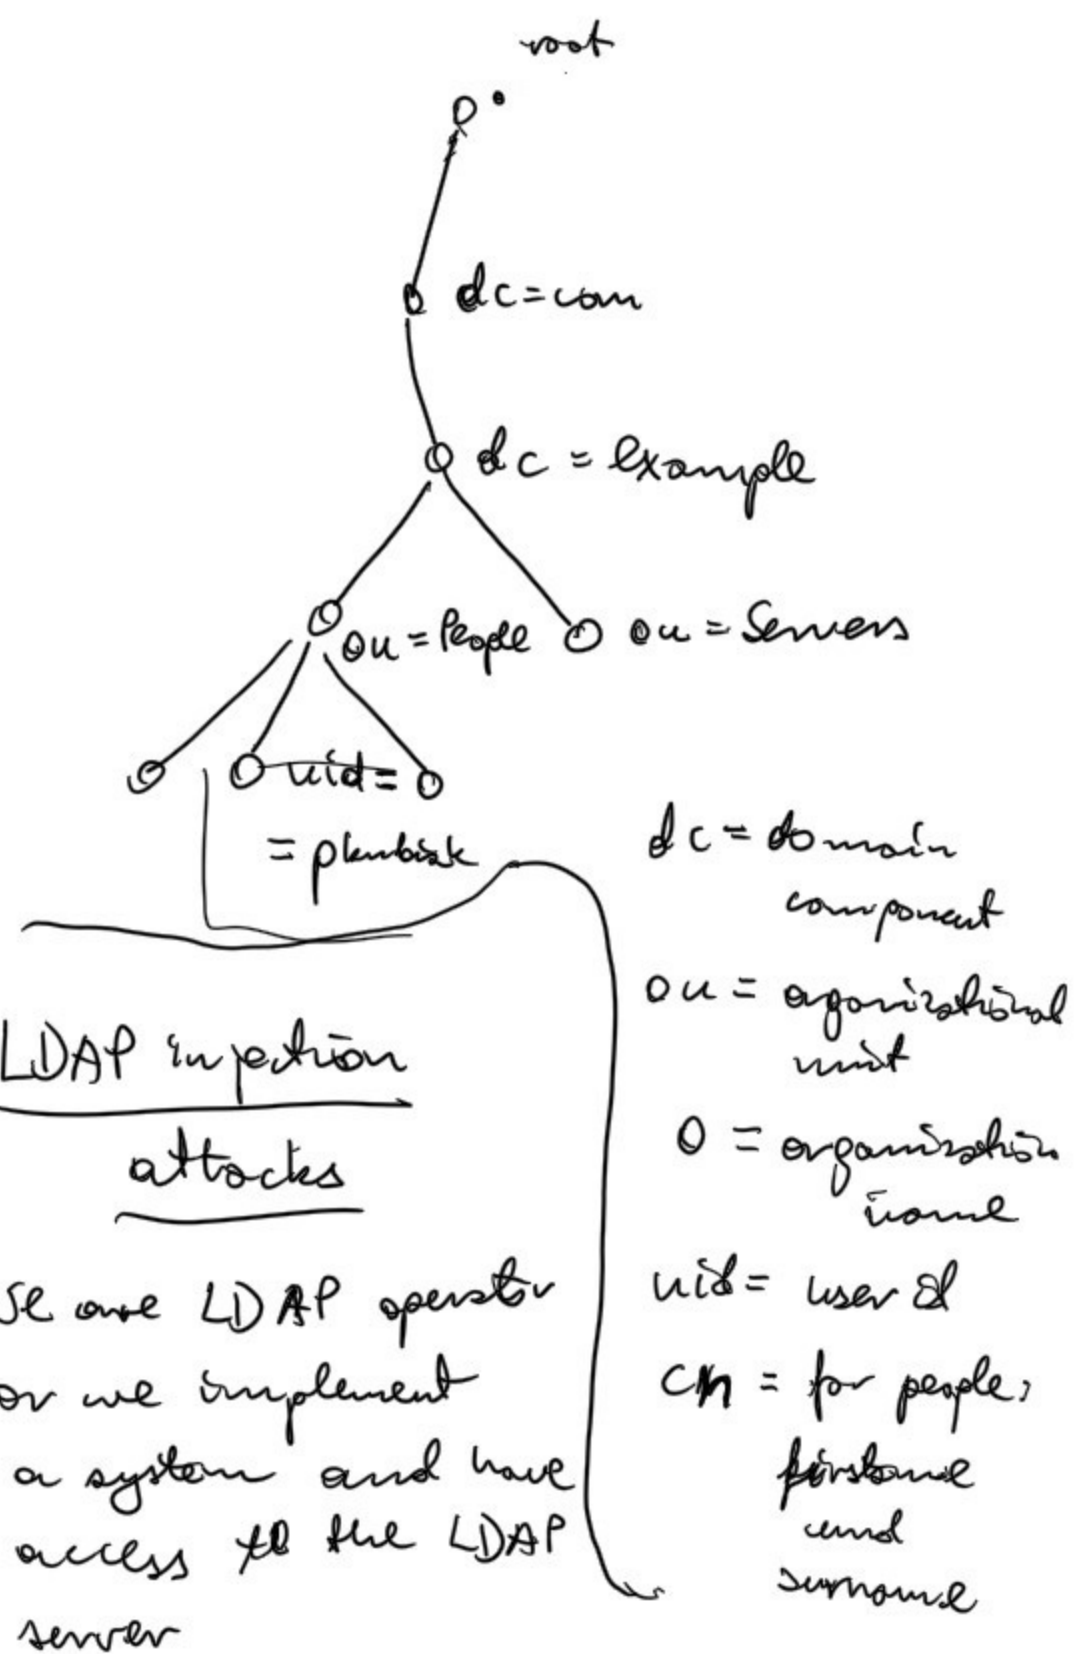 root
dc=com
dc = example
ou = People
ou = Servers
uid=
=
dc = domain
component
ou = organizational
unit
O = organization
name
uid = user id
cn = for people:
firstname
and
surname
LDAP injection
attacks
are LDAP operator
or we implement
a system and have
access to the LDAP
server